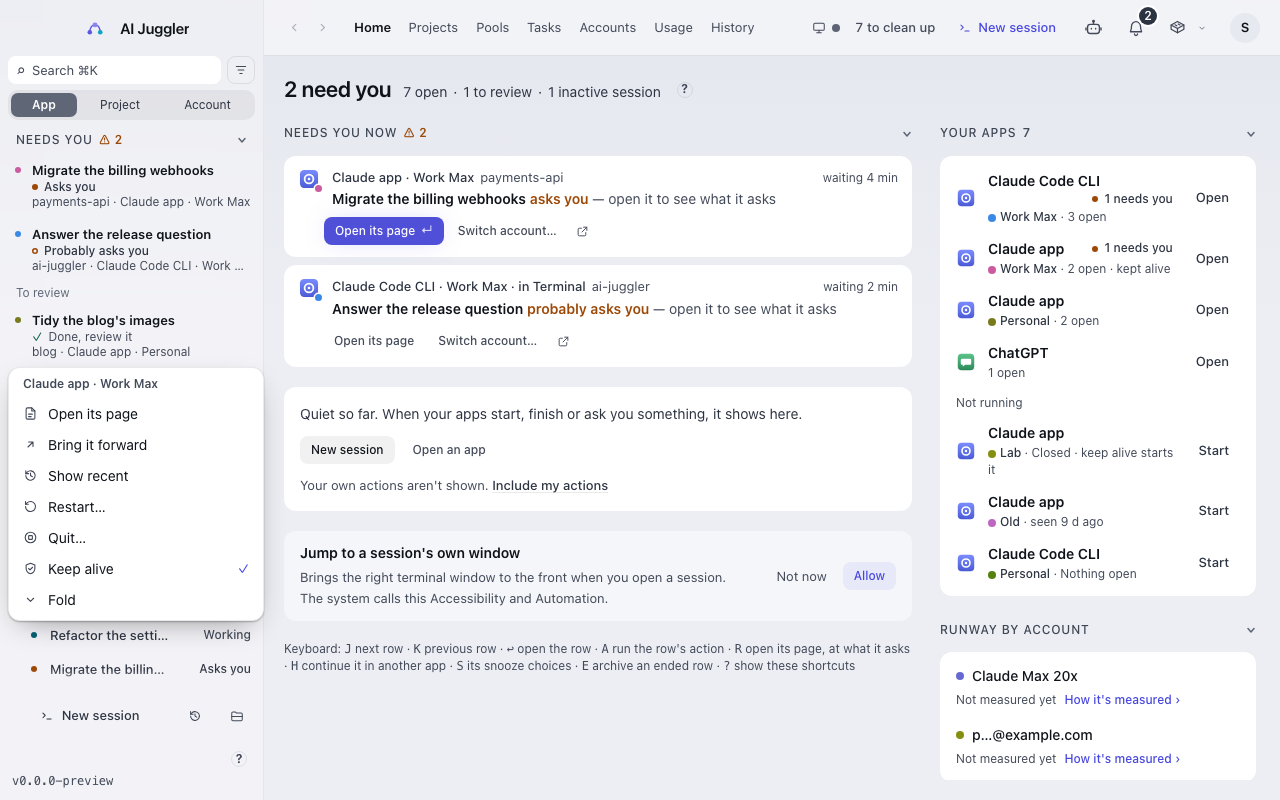 AI Juggler
Search ⌘K
App Project Account
NEEDS YOU 2
Migrate the billing webhooks
Asks you
payments-api · Claude app · Work Max
Answer the release question
Probably asks you
ai-juggler · Claude Code CLI · Work …
To review
Tidy the blog's images
Done, review it
blog · Claude app · Personal
Claude app · Work Max
Open its page
Bring it forward
Show recent
Restart…
Quit…
Keep alive
Fold
Refactor the setti… Working
Migrate the billin… Asks you
New session
?
v0.0.0-preview
Home Projects Pools Tasks Accounts Usage History
7 to clean up
New session
2
S
2 need you 7 open · 1 to review · 1 inactive session ?
NEEDS YOU NOW 2
Claude app · Work Max payments-api waiting 4 min
Migrate the billing webhooks asks you — open it to see what it asks
Open its page ↵ Switch account…
Claude Code CLI · Work Max · in Terminal ai-juggler waiting 2 min
Answer the release question probably asks you — open it to see what it asks
Open its page Switch account…
Quiet so far. When your apps start, finish or ask you something, it shows here.
New session Open an app
Your own actions aren't shown. Include my actions
Jump to a session's own window
Brings the right terminal window to the front when you open a session.
The system calls this Accessibility and Automation.
Not now Allow
Keyboard: J next row · K previous row · ↩ open the row · A run the row's action · R open its page, at what it asks
· H continue it in another app · S its snooze choices · E archive an ended row · ? show these shortcuts
YOUR APPS 7
Claude Code CLI
1 needs you
Work Max · 3 open
Open
Claude app 1 needs you
Work Max · 2 open · kept alive
Open
Claude app
Personal · 2 open
Open
ChatGPT
1 open
Open
Not running
Claude app
Lab · Closed · keep alive starts
it
Start
Claude app
Old · seen 9 d ago
Start
Claude Code CLI
Personal · Nothing open
Start
RUNWAY BY ACCOUNT
Claude Max 20x
Not measured yet How it's measured ›
p…@example.com
Not measured yet How it's measured ›